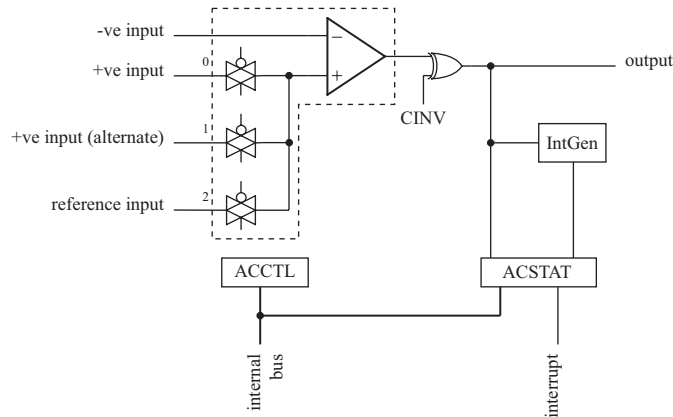 -ve input
+ve input
0
+ve input (alternate)
1
reference input
2
−
+
CINV
output
IntGen
ACCTL
ACSTAT
internal
bus
interrupt